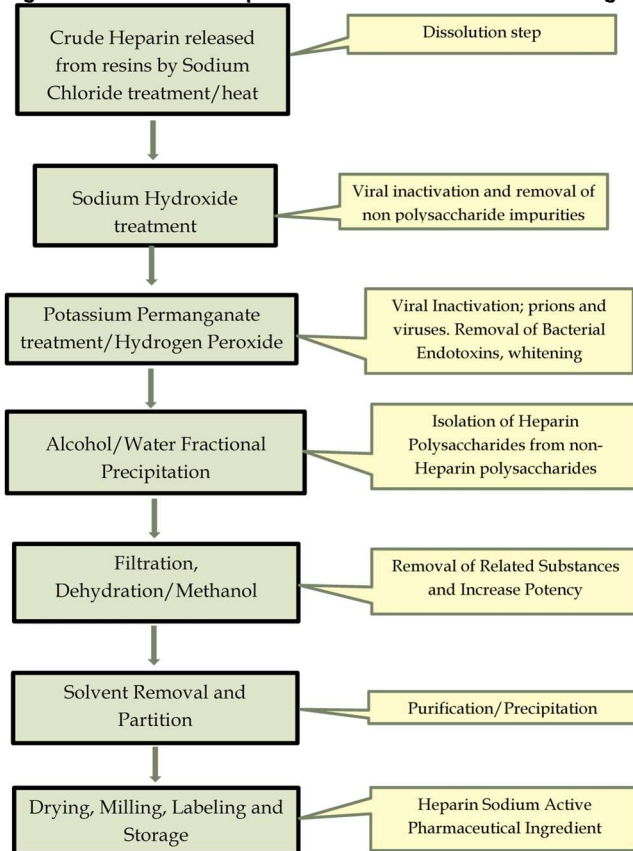 Crude Heparin released
from resins by Sodium
Chloride treatment/heat
Dissolution step
Sodium Hydroxide
treatment
Viral inactivation and removal of
non polysaccharide impurities
Potassium Permanganate
treatment/Hydrogen Peroxide
Viral Inactivation; prions and
viruses. Removal of Bacterial
Endotoxins, whitening
Alcohol/Water Fractional
Precipitation
Isolation of Heparin
Polysaccharides from non-
Heparin polysaccharides
Filtration,
Dehydration/Methanol
Removal of Related Substances
and Increase Potency
Solvent Removal and
Partition
Purification/Precipitation
Drying, Milling, Labeling and
Storage
Heparin Sodium Active
Pharmaceutical Ingredient